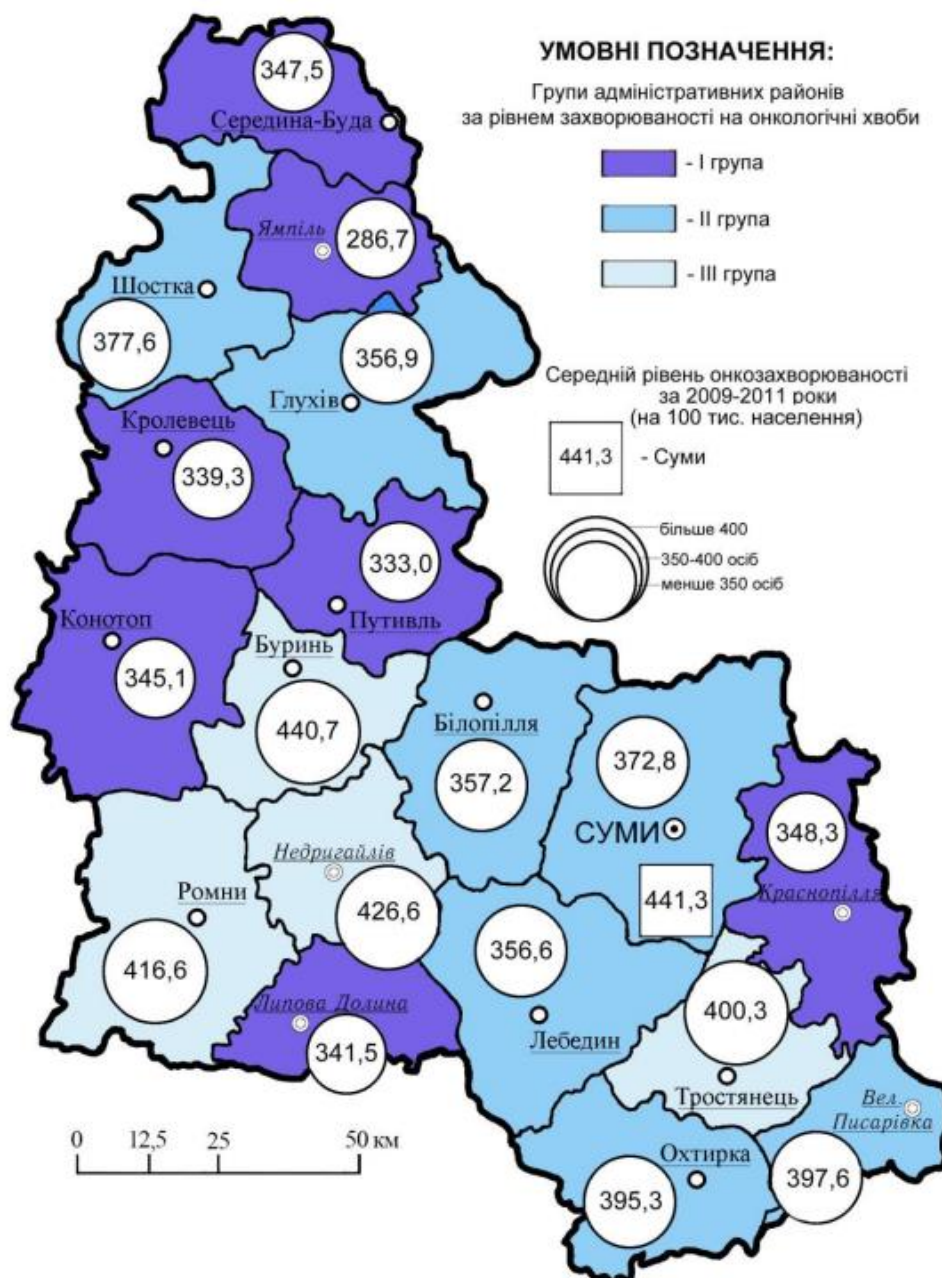 УМОВНІ ПОЗНАЧЕННЯ:
Групи адміністративних районів
за рівнем захворюваності на онкологічні хвоби
- I група
- II група
- III група
Середній рівень онкозахворюваності
за 2009-2011 роки
(на 100 тис. населення)
441,3 - Суми
більше 400
350-400 осіб
менше 350 осіб
347,5
Середина-Буда
Ямпіль
286,7
Шостка
377,6
356,9
Глухів
Кролевець
339,3
333,0
Путивль
Конотоп
345,1
Буринь
440,7
Білопілля
357,2
372,8
СУМИ
441,3
348,3
Краснопілля
Недригайлів
426,6
Ромни
416,6
Липова Долина
341,5
356,6
Лебедин
400,3
Тростянець
Вел.
Писарівка
397,6
Охтирка
395,3
0 12,5 25 50 км